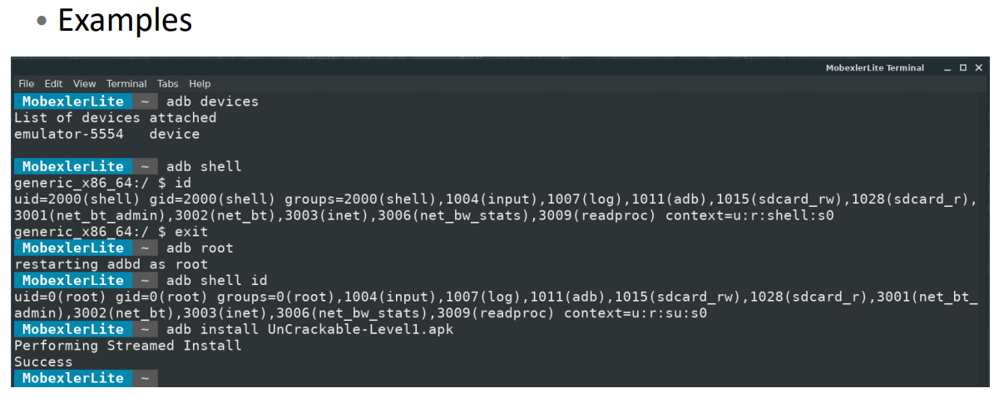 • Examples
MobexlerLite Terminal
File Edit View Terminal Tabs Help
MobexlerLite ~ adb devices
List of devices attached
emulator-5554 device
MobexlerLite ~ adb shell
generic_x86_64:/ $ id
uid=2000(shell) gid=2000(shell) groups=2000(shell),1004(input),1007(log),1011(adb),1015(sdcard_rw),1028(sdcard_r),
3001(net_bt_admin),3002(net_bt),3003(inet),3006(net_bw_stats),3009(readproc) context=u:r:shell:s0
generic_x86_64:/ $ exit
MobexlerLite ~ adb root
restarting adbd as root
MobexlerLite ~ adb shell id
uid=0(root) gid=0(root) groups=0(root),1004(input),1007(log),1011(adb),1015(sdcard_rw),1028(sdcard_r),3001(net_bt_
admin),3002(net_bt),3003(inet),3006(net_bw_stats),3009(readproc) context=u:r:su:s0
MobexlerLite ~ adb install UnCrackable-Level1.apk
Performing Streamed Install
Success
MobexlerLite ~